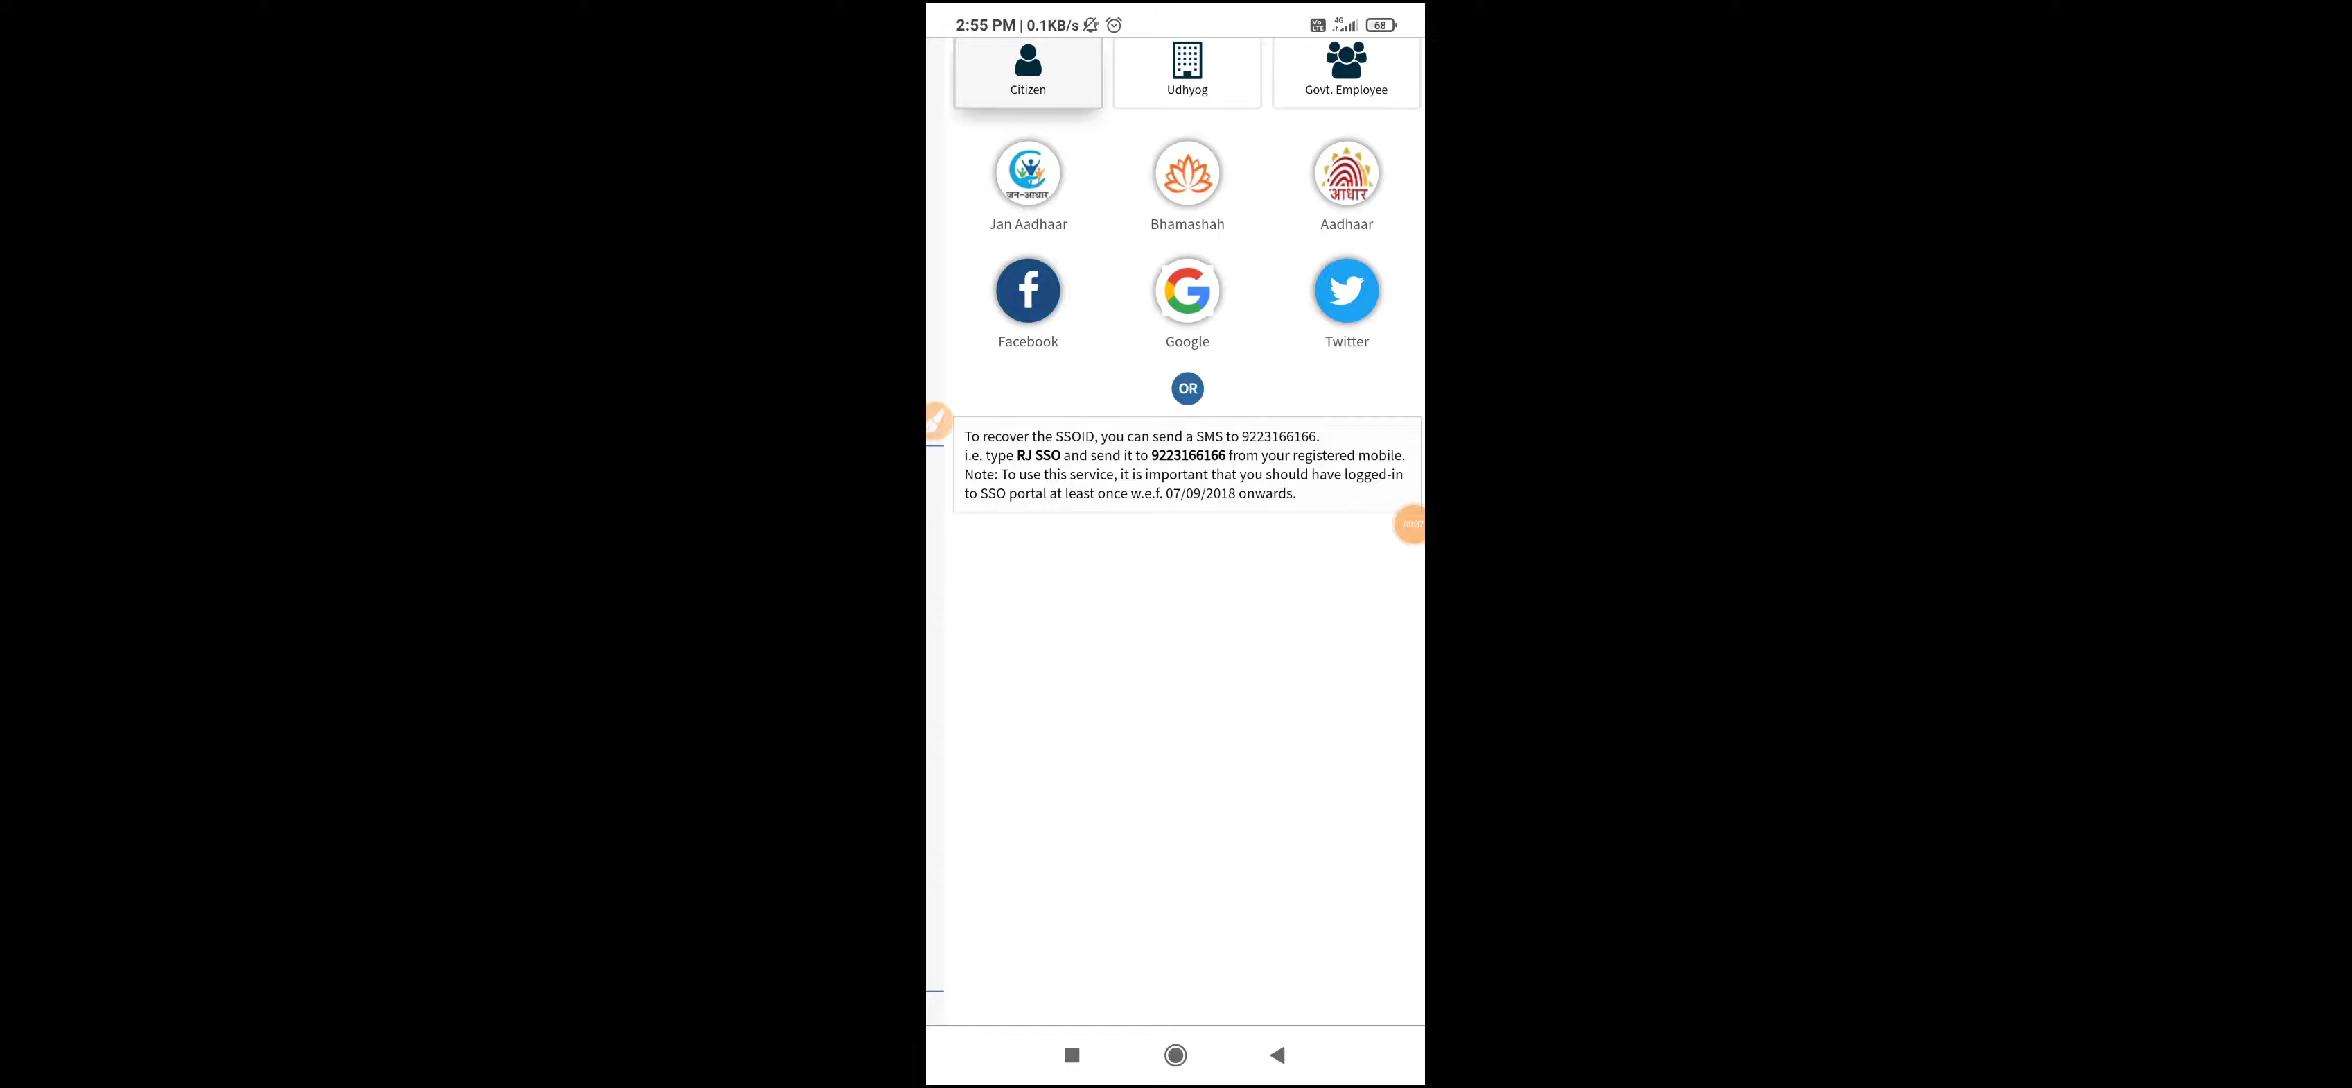 2:55 PM | 0.1KB/s 4G 68
Citizen Udhyog Govt. Employee
जन-आधार आधार
Jan Aadhaar Bhamashah Aadhaar
Facebook Google Twitter
OR
To recover the SSOID, you can send a SMS to 9223166166.
i.e. type RJ SSO and send it to 9223166166 from your registered mobile.
Note: To use this service, it is important that you should have logged-in
to SSO portal at least once w.e.f. 07/09/2018 onwards.